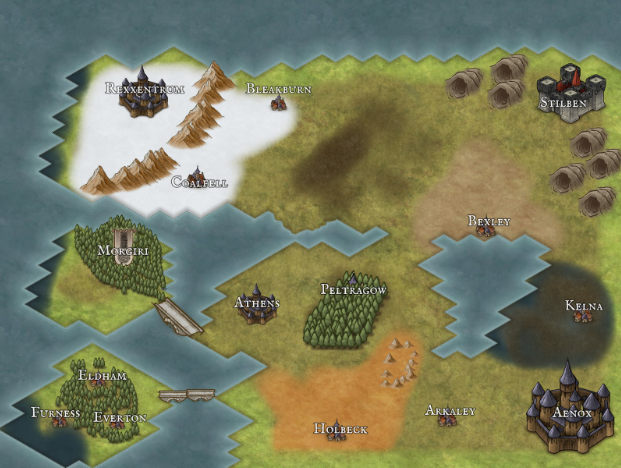 Rexxentrum
Bleakburn
Stilben
Coalfell
Bexley
Morgiri
Peltragow
Athens
Kelna
Eldham
Furness
Everton
Arkaley
Aenox
Holbeck